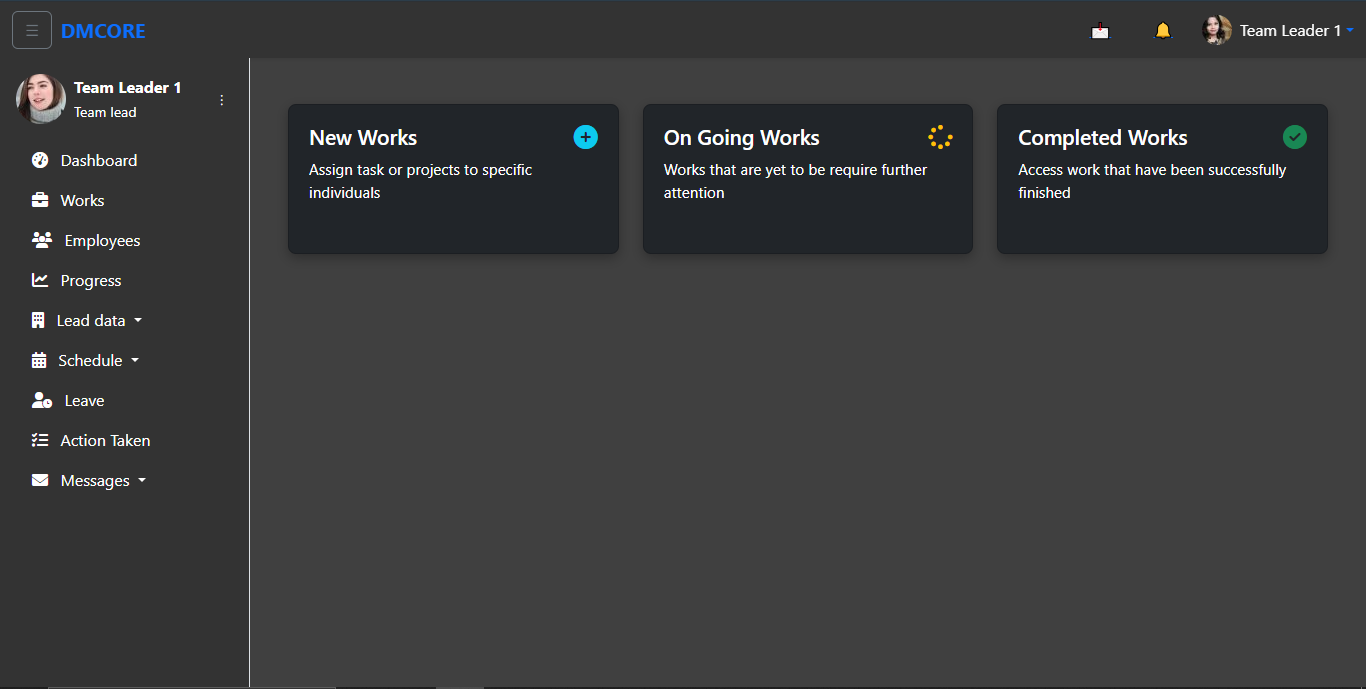 DMCORE
Team Leader 1
Team Leader 1
Team lead
Dashboard
Works
Employees
Progress
Lead data
Schedule
Leave
Action Taken
Messages
New Works
Assign task or projects to specific
individuals
On Going Works
Works that are yet to be require further
attention
Completed Works
Access work that have been successfully
finished